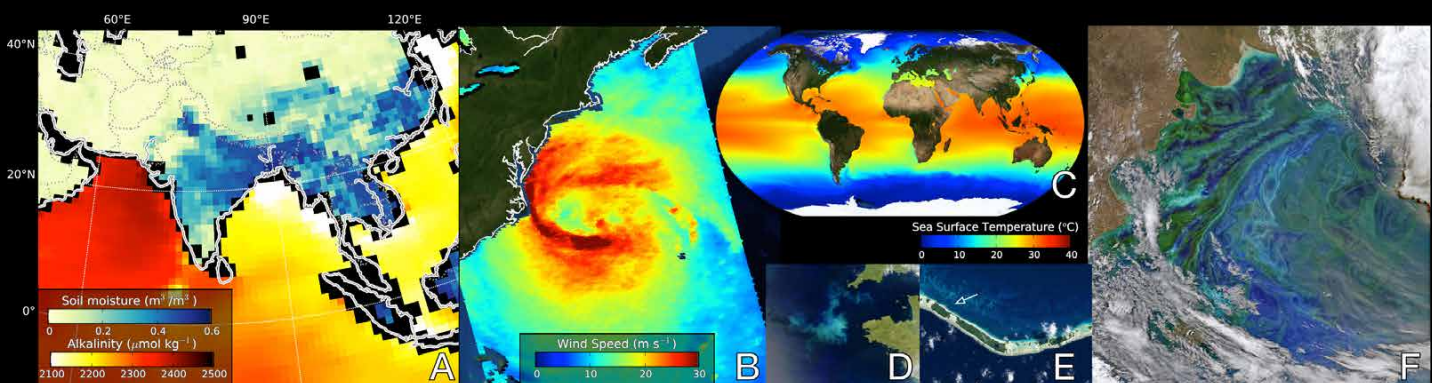 60°E
90°E
120°E
40°N
20°N
0°
Soil moisture (m³/m³)
0
0.2
0.4
0.6
Alkalinity (μmol kg⁻¹)
2100
2200
2300
2400
2500
A
Wind Speed (m s⁻¹)
0
10
20
30
B
C
Sea Surface Temperature (°C)
0
10
20
30
40
D
E
F